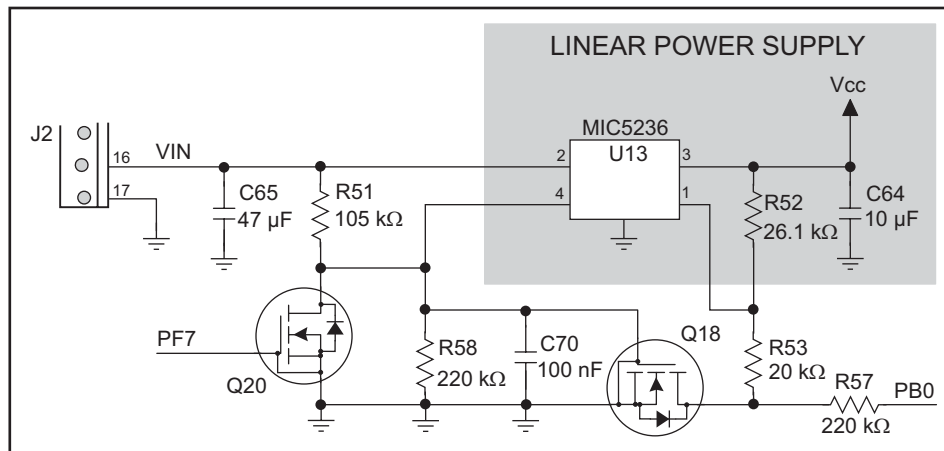 LINEAR POWER SUPPLY
Vcc
MIC5236
U13
J2
16
VIN
2
3
17
4
1
C65
47 µF
R51
105 kΩ
R52
26.1 kΩ
C64
10 µF
PF7
Q20
R58
220 kΩ
C70
100 nF
Q18
R53
20 kΩ
R57
220 kΩ
PB0